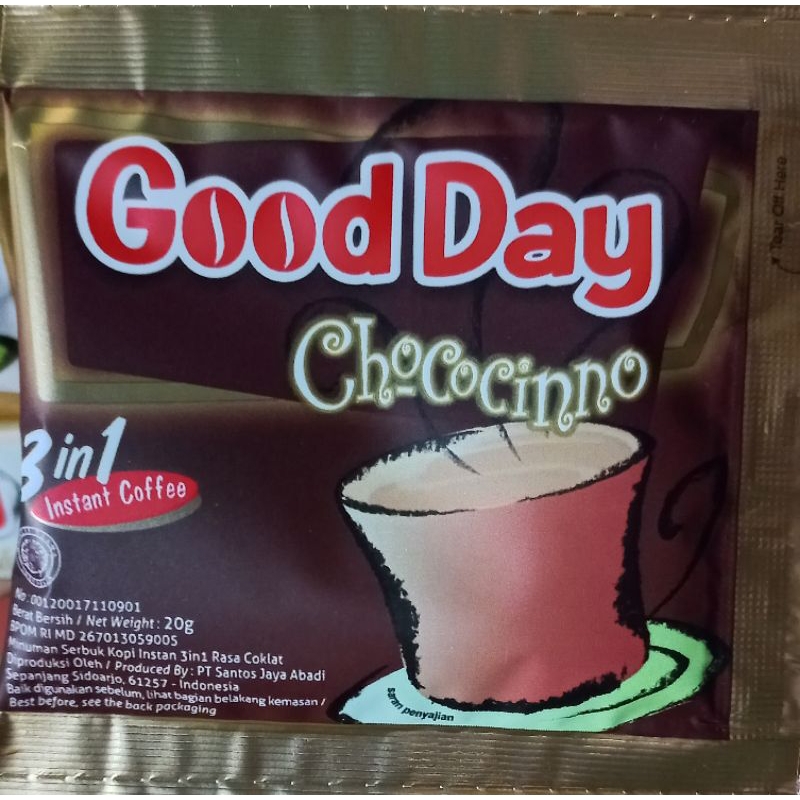 Good Day
Chococinno
3 in 1
Instant Coffee
No : 00120017110901
Berat Bersih / Net Weight : 20g
BPOM RI MD 267013059005
Minuman Serbuk Kopi Instan 3in1 Rasa Coklat
Diproduksi Oleh / Produced By : PT Santos Jaya Abadi
Sepanjang Sidoarjo, 61257 - Indonesia
Baik digunakan sebelum, lihat bagian belakang kemasan /
Best before, see the back packaging
saran penyajian
Tear Off Here